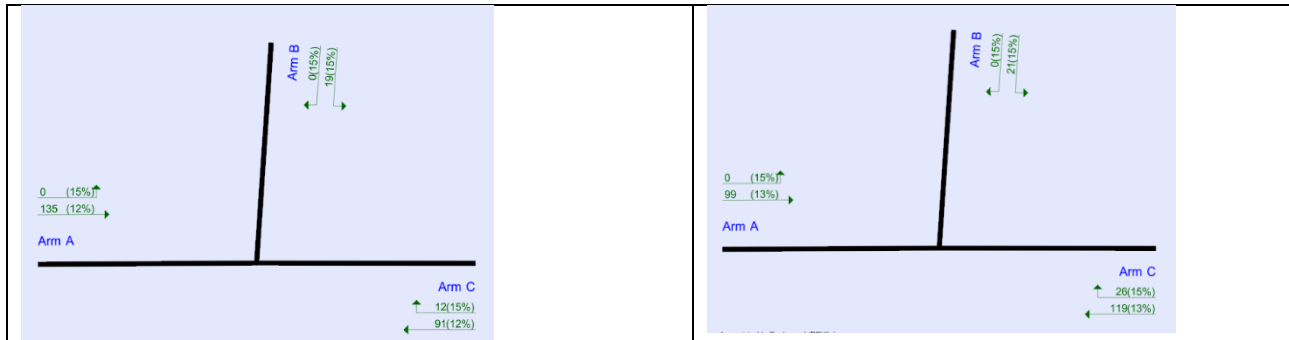 Arm B
0(15%)
19(15%)
0 (15%)
135 (12%)
Arm A
Arm C
12(15%)
91(12%)
Arm B
0(15%)
21(15%)
0 (15%)
99 (13%)
Arm A
Arm C
26(15%)
119(13%)